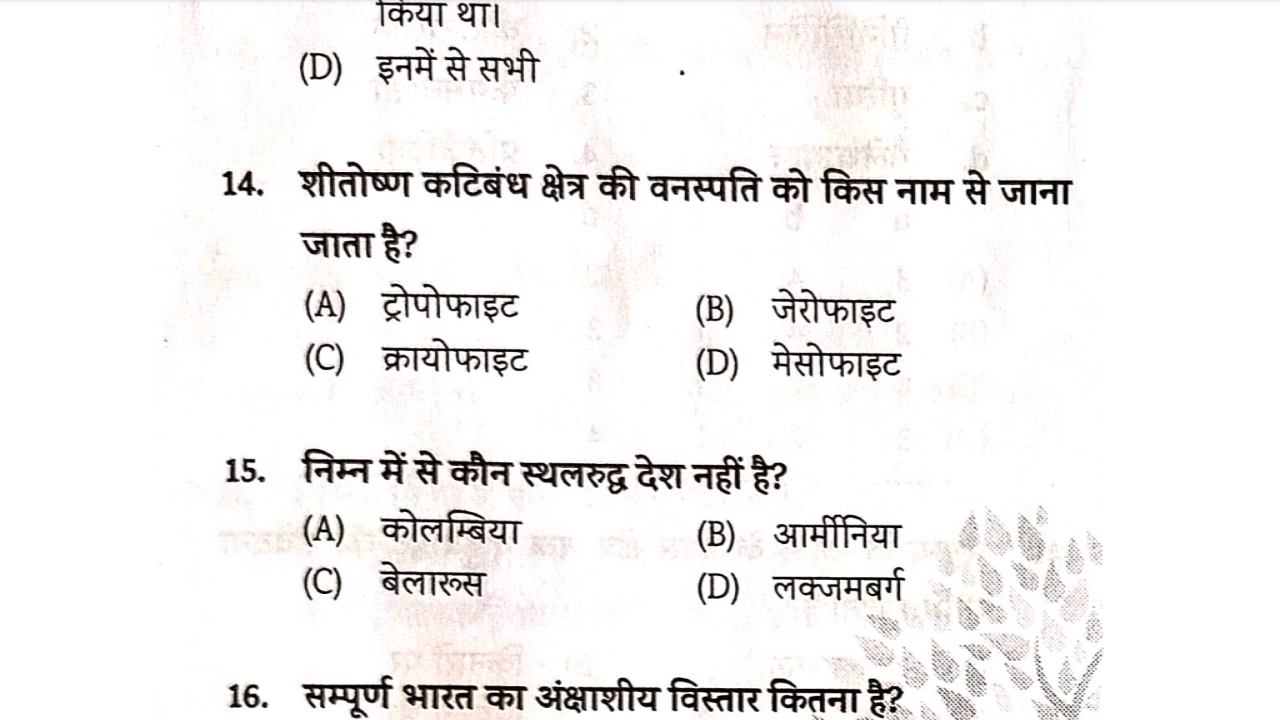 किया था।
(D) इनमें से सभी
14. शीतोष्ण कटिबंध क्षेत्र की वनस्पति को किस नाम से जाना
जाता है?
(A) ट्रोपोफाइट (B) जेरोफाइट
(C) क्रायोफाइट (D) मेसोफाइट
15. निम्न में से कौन स्थलरुद्ध देश नहीं है?
(A) कोलम्बिया (B) आर्मीनिया
(C) बेलारूस (D) लक्जमबर्ग
16. सम्पूर्ण भारत का अंक्षाशीय विस्तार कितना है?